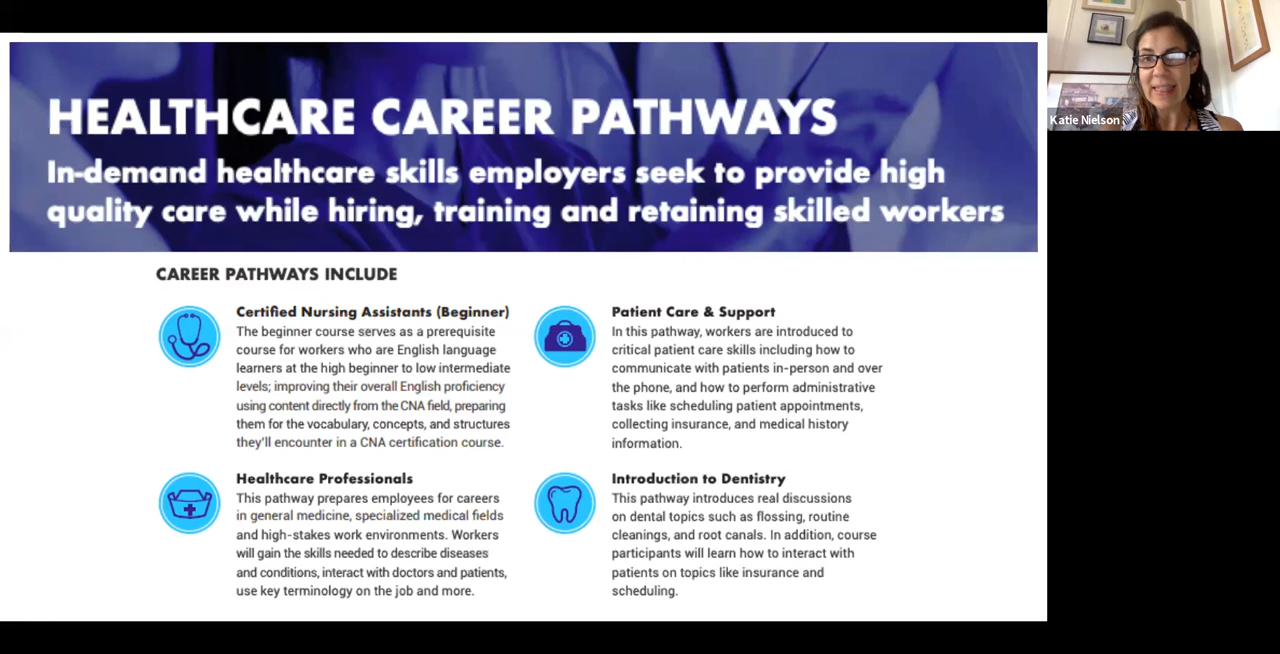 HEALTHCARE CAREER PATHWAYS
In-demand healthcare skills employers seek to provide high
quality care while hiring, training and retaining skilled workers
Katie Nielson
CAREER PATHWAYS INCLUDE
Certified Nursing Assistants (Beginner)
The beginner course serves as a prerequisite
course for workers who are English language
learners at the high beginner to low intermediate
levels; improving their overall English proficiency
using content directly from the CNA field, preparing
them for the vocabulary, concepts, and structures
they'll encounter in a CNA certification course.
Patient Care & Support
In this pathway, workers are introduced to
critical patient care skills including how to
communicate with patients in-person and over
the phone, and how to perform administrative
tasks like scheduling patient appointments,
collecting insurance, and medical history
information.
Healthcare Professionals
This pathway prepares employees for careers
in general medicine, specialized medical fields
and high-stakes work environments. Workers
will gain the skills needed to describe diseases
and conditions, interact with doctors and patients,
use key terminology on the job and more.
Introduction to Dentistry
This pathway introduces real discussions
on dental topics such as flossing, routine
cleanings, and root canals. In addition, course
participants will learn how to interact with
patients on topics like insurance and
scheduling.